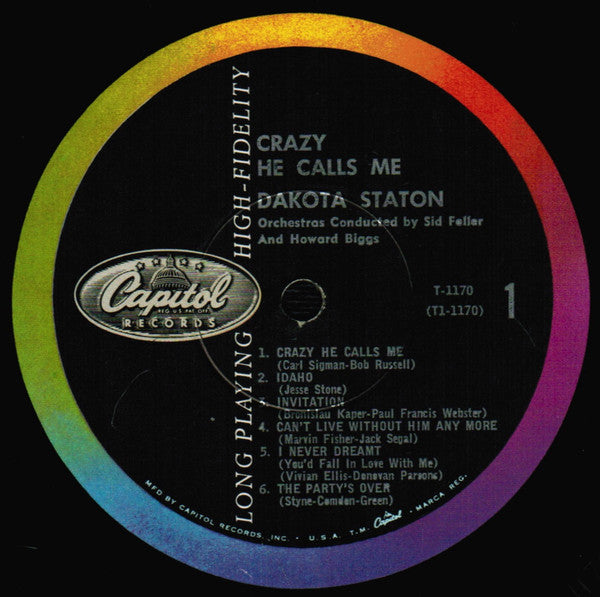 CRAZY
HE CALLS ME
DAKOTA STATON
Orchestras Conducted by Sid Feller
And Howard Biggs
LONG PLAYING HIGH-FIDELITY
Capitol
REG. U.S. PAT. OFF.
RECORDS
T-1170
(T1-1170)
1
1. CRAZY HE CALLS ME
(Carl Sigman-Bob Russell)
2. IDAHO
(Jesse Stone)
3. INVITATION
(Bronislau Kaper-Paul Francis Webster)
4. CAN'T LIVE WITHOUT HIM ANY MORE
(Marvin Fisher-Jack Segal)
5. I NEVER DREAMT
(You'd Fall In Love With Me)
(Vivian Ellis-Donovan Parsons)
6. THE PARTY'S OVER
(Styne-Comden-Green)
MFD BY CAPITOL RECORDS, INC. • U.S.A. T.M. Capitol • MARCA REG.